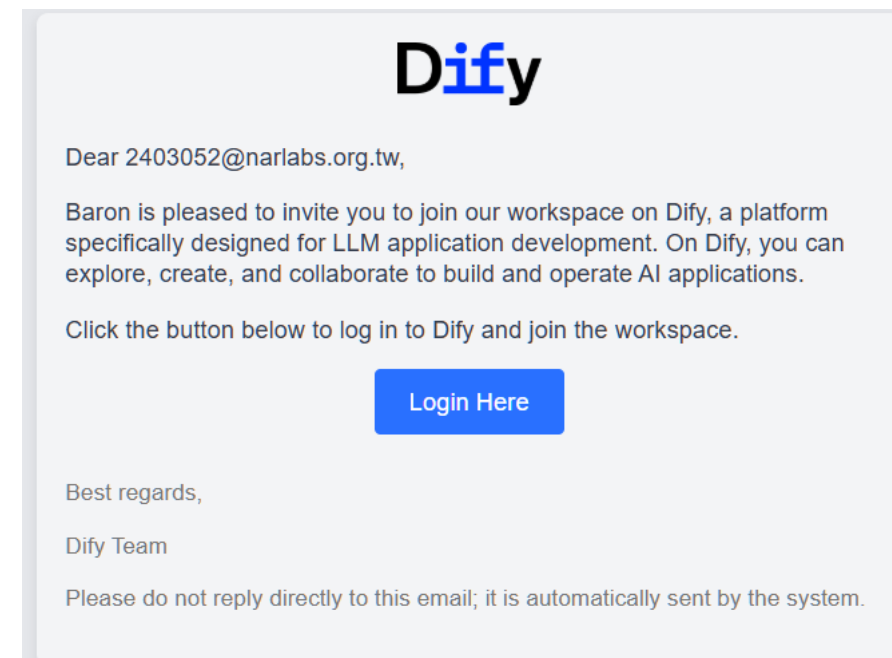 Dify
Dear 2403052@narlabs.org.tw,
Baron is pleased to invite you to join our workspace on Dify, a platform
specifically designed for LLM application development. On Dify, you can
explore, create, and collaborate to build and operate AI applications.
Click the button below to log in to Dify and join the workspace.
Login Here
Best regards,
Dify Team
Please do not reply directly to this email; it is automatically sent by the system.